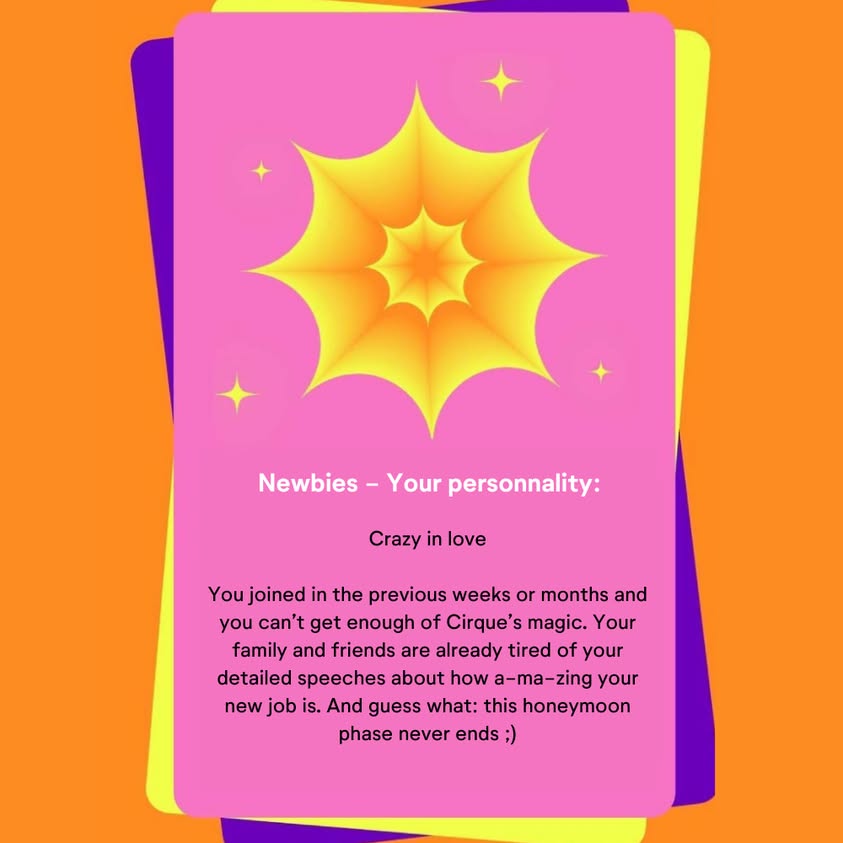 Newbies – Your personnality:
Crazy in love
You joined in the previous weeks or months and
you can’t get enough of Cirque’s magic. Your
family and friends are already tired of your
detailed speeches about how a-ma-zing your
new job is. And guess what: this honeymoon
phase never ends ;)